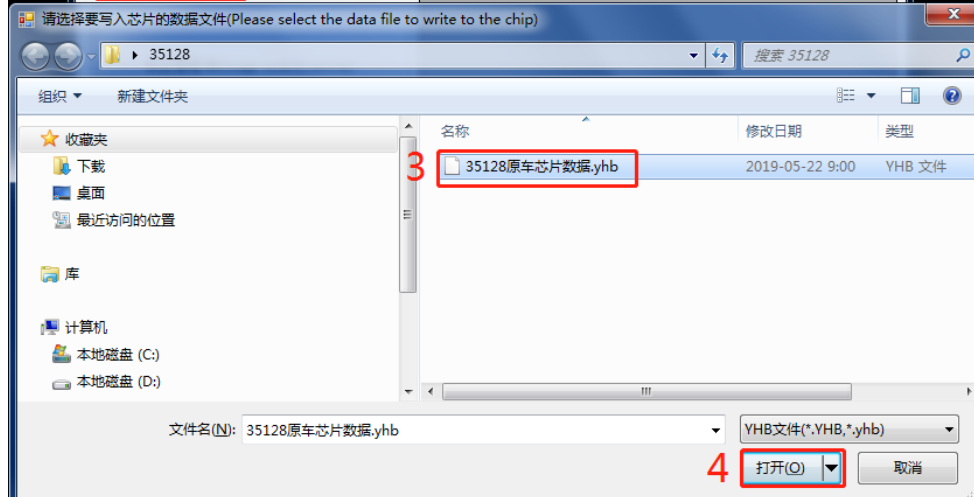 请选择要写入芯片的数据文件(Please select the data file to write to the chip)
35128
搜索 35128
组织
新建文件夹
收藏夹
下载
桌面
最近访问的位置
库
计算机
本地磁盘 (C:)
本地磁盘 (D:)
名称 修改日期 类型
3 35128原车芯片数据.yhb 2019-05-22 9:00 YHB 文件
文件名(N): 35128原车芯片数据.yhb YHB文件(*.YHB,*.yhb)
4 打开(O) 取消